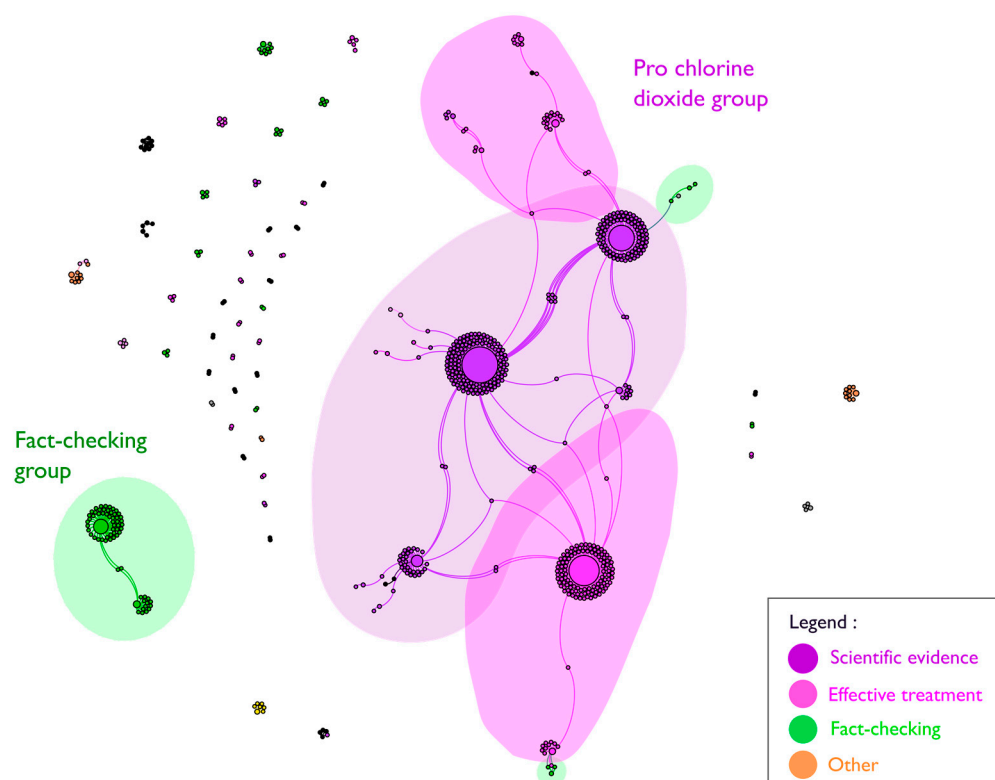 Pro chlorine
dioxide group
Fact-checking
group
Legend :
Scientific evidence
Effective treatment
Fact-checking
Other